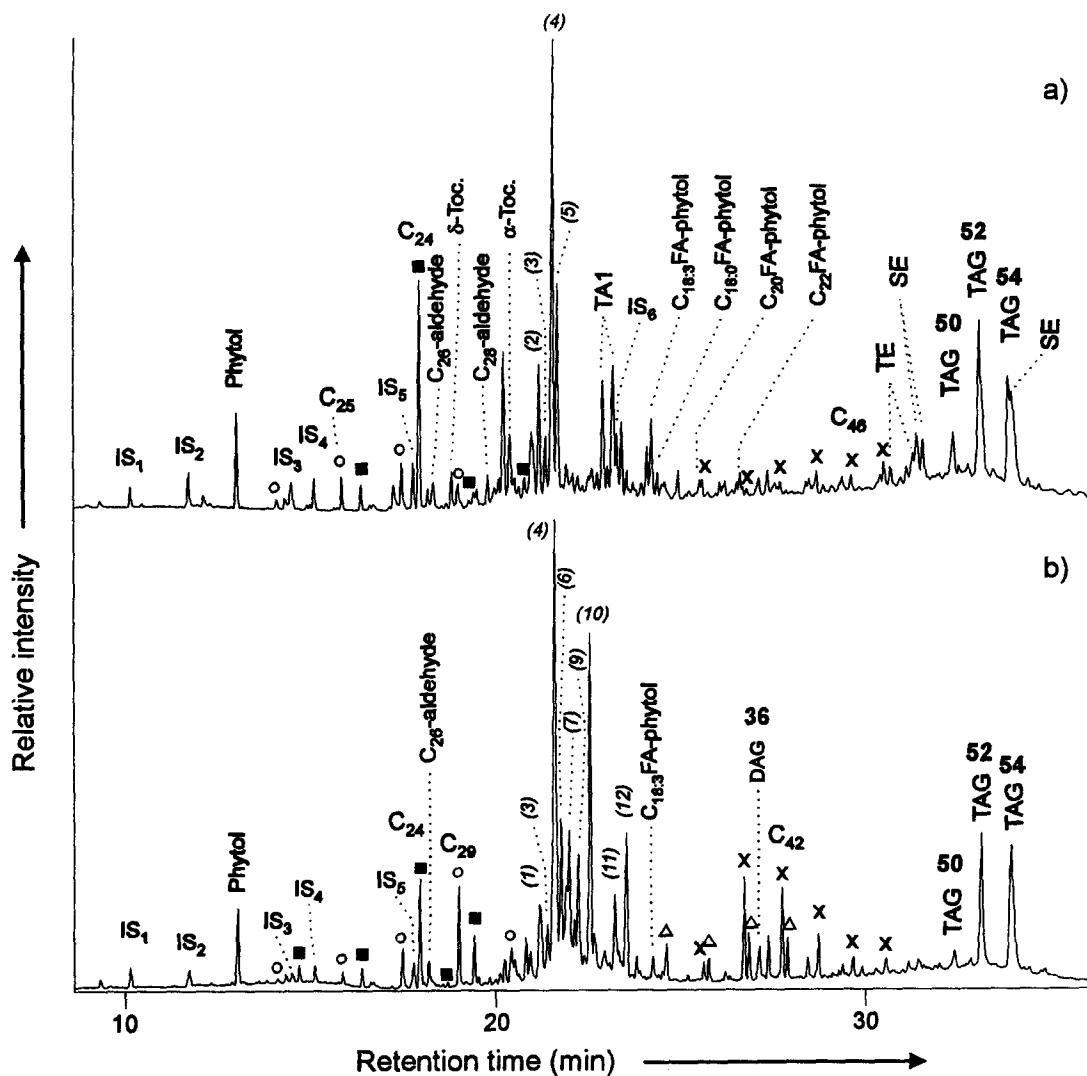 (4)
a)
C₂₄
C₂₆-aldehyde
δ-Toc.
C₂₈-aldehyde
α-Toc.
(3)
(5)
(2)
TA1
IS₆
C₁₈:₃FA-phytol
C₁₈:₀FA-phytol
C₂₀FA-phytol
C₂₂FA-phytol
SE
TE
52
TAG
54
TAG
50
TAG
SE
Phytol
C₂₅
IS₅
C₄₆
IS₁
IS₂
IS₃
IS₄
X X X X X X X
Relative intensity
(4)
b)
(6)
(10)
(9)
(7)
C₂₆-aldehyde
C₁₈:₃FA-phytol
36
DAG
52
TAG
54
TAG
50
TAG
(3)
(12)
(11)
(1)
C₂₄
C₂₉
C₄₂
Phytol
IS₅
IS₁
IS₂
IS₃
IS₄
X X X X X X
10
20
30
Retention time (min)